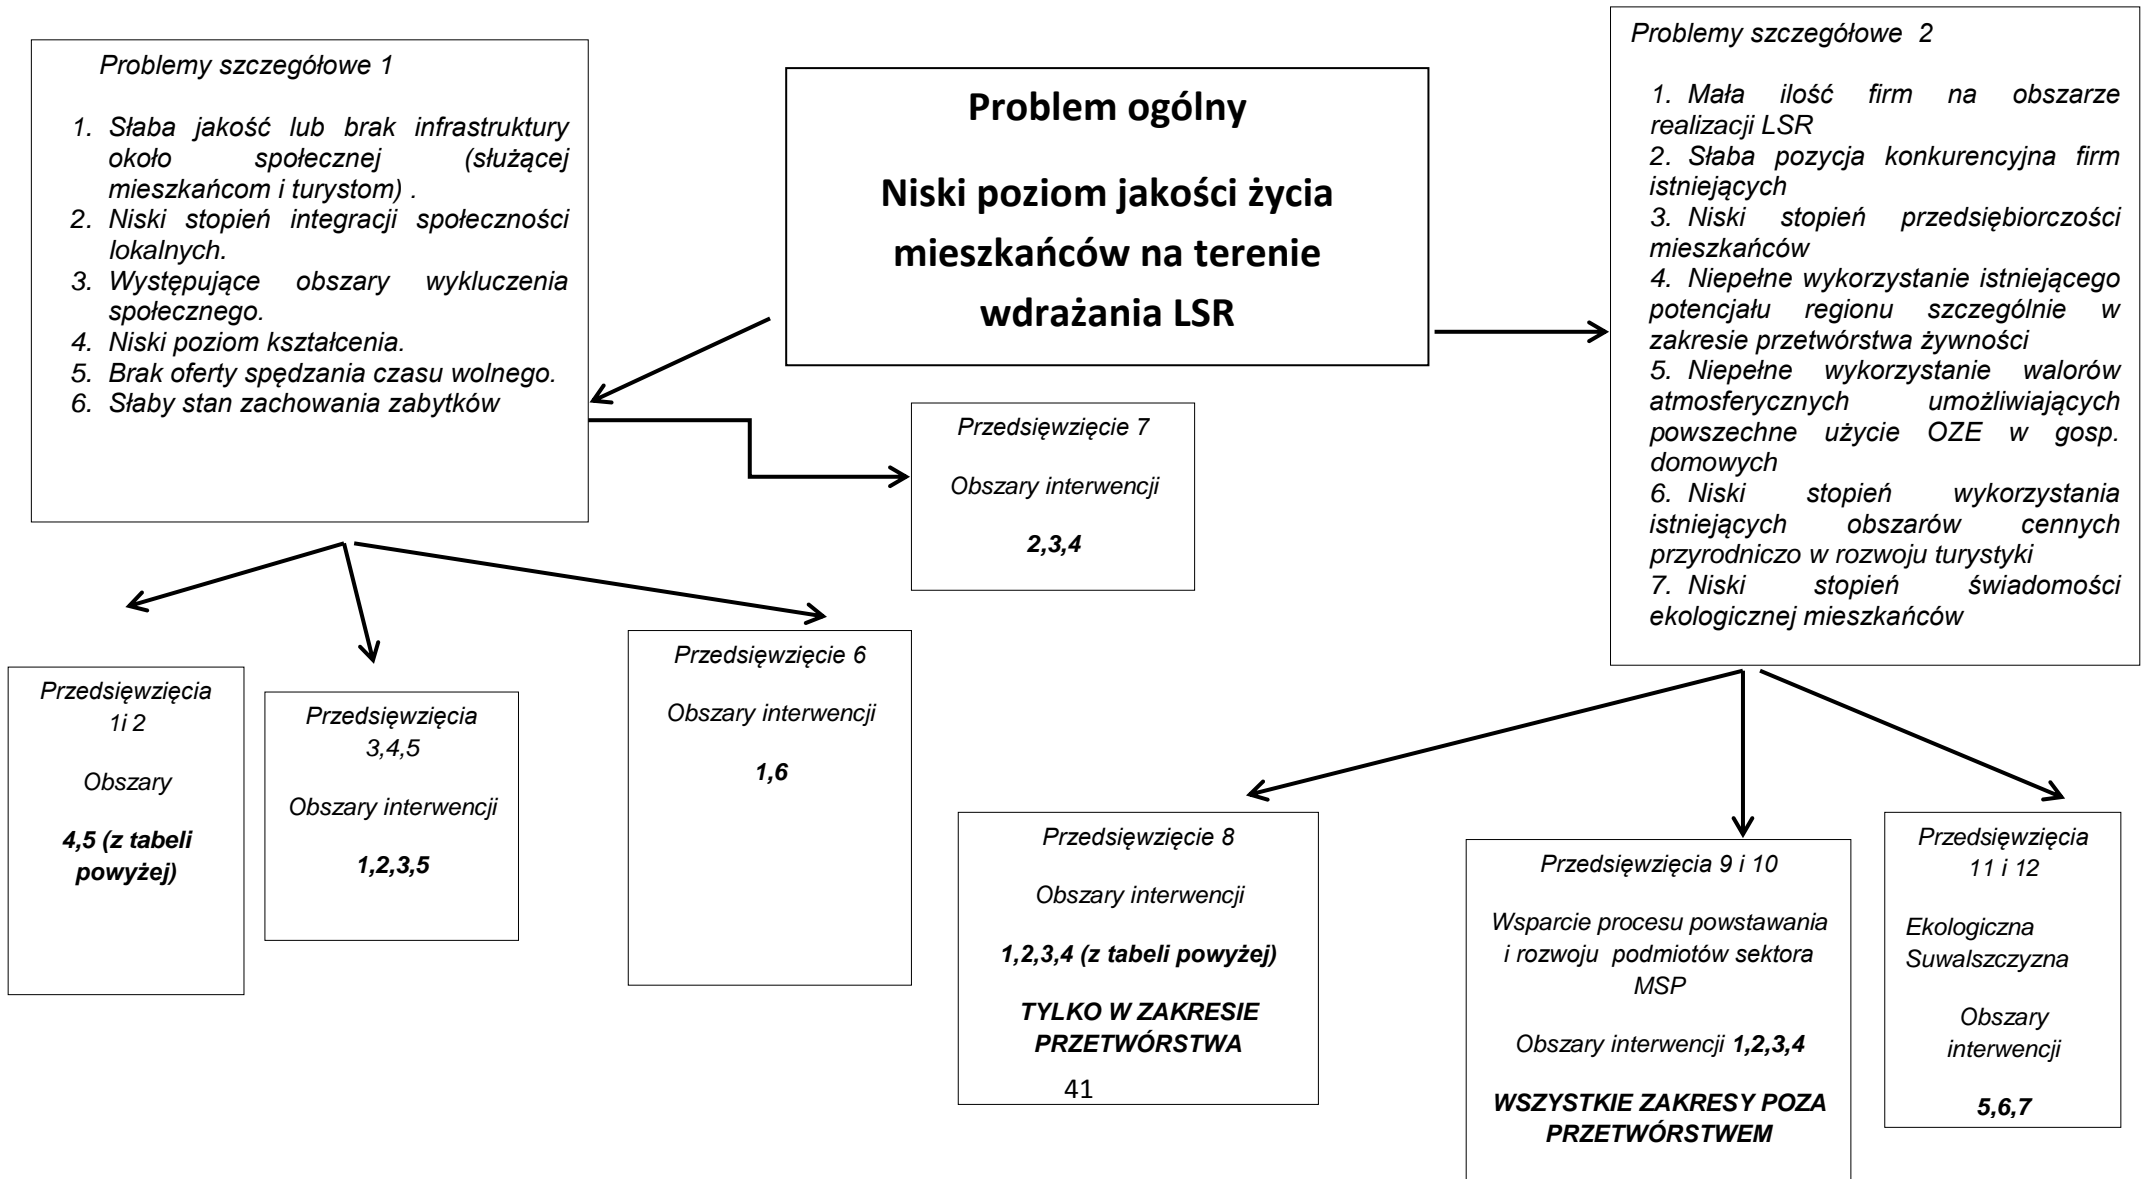 Problemy szczegółowe 1
1. Słaba jakość lub brak infrastruktury
około społecznej (służącej
mieszkańcom i turystom) .
2. Niski stopień integracji społeczności
lokalnych.
3. Występujące obszary wykluczenia
społecznego.
4. Niski poziom kształcenia.
5. Brak oferty spędzania czasu wolnego.
6. Słaby stan zachowania zabytków
Problem ogólny
Niski poziom jakości życia
mieszkańców na terenie
wdrażania LSR
Problemy szczegółowe 2
1. Mała ilość firm na obszarze
realizacji LSR
2. Słaba pozycja konkurencyjna firm
istniejących
3. Niski stopień przedsiębiorczości
mieszkańców
4. Niepełne wykorzystanie istniejącego
potencjału regionu szczególnie w
zakresie przetwórstwa żywności
5. Niepełne wykorzystanie walorów
atmosferycznych umożliwiających
powszechne użycie OZE w gosp.
domowych
6. Niski stopień wykorzystania
istniejących obszarów cennych
przyrodniczo w rozwoju turystyki
7. Niski stopień świadomości
ekologicznej mieszkańców
Przedsięwzięcie 7
Obszary interwencji
2,3,4
Przedsięwzięcia
1i 2
Obszary
4,5 (z tabeli
powyżej)
Przedsięwzięcia
3,4,5
Obszary interwencji
1,2,3,5
Przedsięwzięcie 6
Obszary interwencji
1,6
Przedsięwzięcie 8
Obszary interwencji
1,2,3,4 (z tabeli powyżej)
TYLKO W ZAKRESIE
PRZETWÓRSTWA
41
Przedsięwzięcia 9 i 10
Wsparcie procesu powstawania
i rozwoju podmiotów sektora
MSP
Obszary interwencji 1,2,3,4
WSZYSTKIE ZAKRESY POZA
PRZETWÓRSTWEM
Przedsięwzięcia
11 i 12
Ekologiczna
Suwalszczyzna
Obszary
interwencji
5,6,7